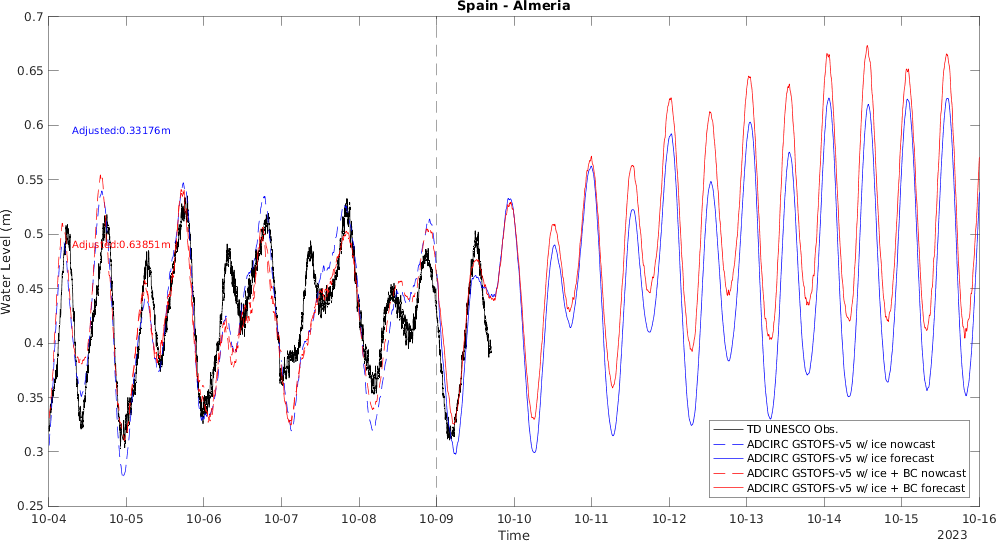 Spain - Almeria
0.7
0.65
0.6
0.55
0.5
0.45
0.4
0.35
0.3
0.25
Water Level (m)
Adjusted:0.33176m
Adjusted:0.63851m
TD UNESCO Obs.
ADCIRC GSTOFS-v5 w/ ice nowcast
ADCIRC GSTOFS-v5 w/ ice forecast
ADCIRC GSTOFS-v5 w/ ice + BC nowcast
ADCIRC GSTOFS-v5 w/ ice + BC forecast
10-04 10-05 10-06 10-07 10-08 10-09 10-10 10-11 10-12 10-13 10-14 10-15 10-16
Time
2023